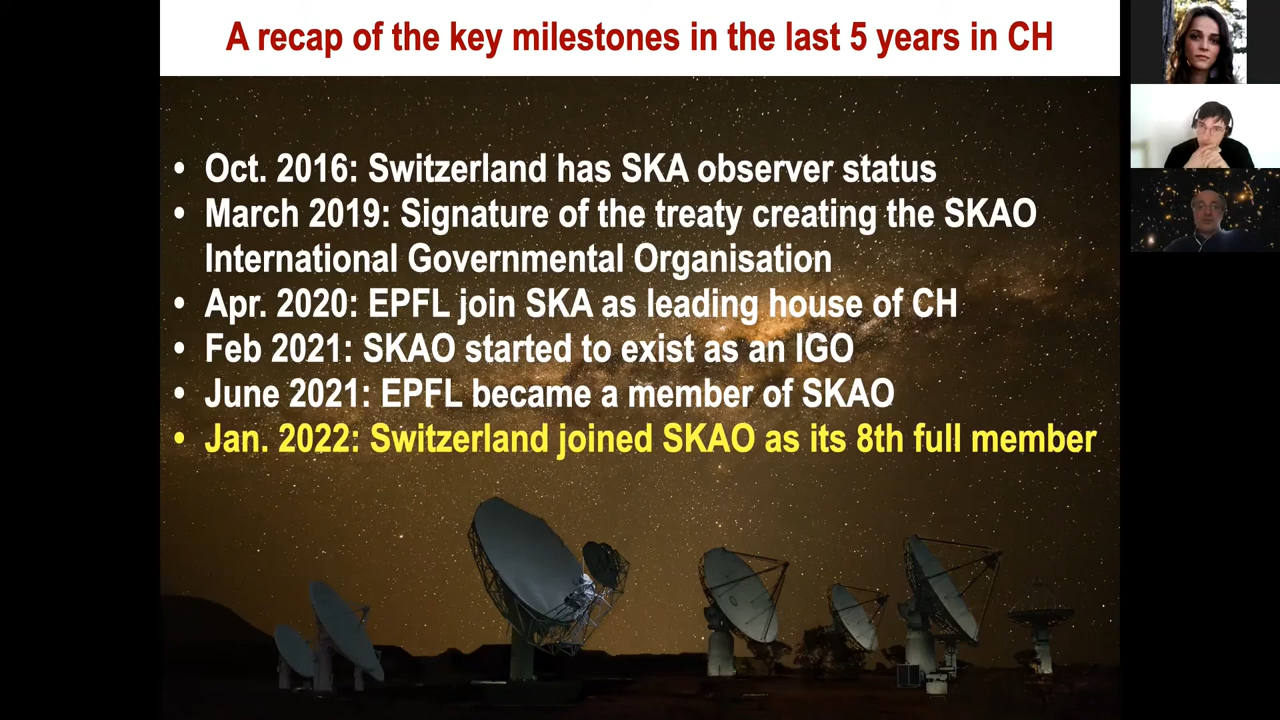 A recap of the key milestones in the last 5 years in CH
• Oct. 2016: Switzerland has SKA observer status
• March 2019: Signature of the treaty creating the SKAO
International Governmental Organisation
• Apr. 2020: EPFL join SKA as leading house of CH
• Feb 2021: SKAO started to exist as an IGO
• June 2021: EPFL became a member of SKAO
• Jan. 2022: Switzerland joined SKAO as its 8th full member